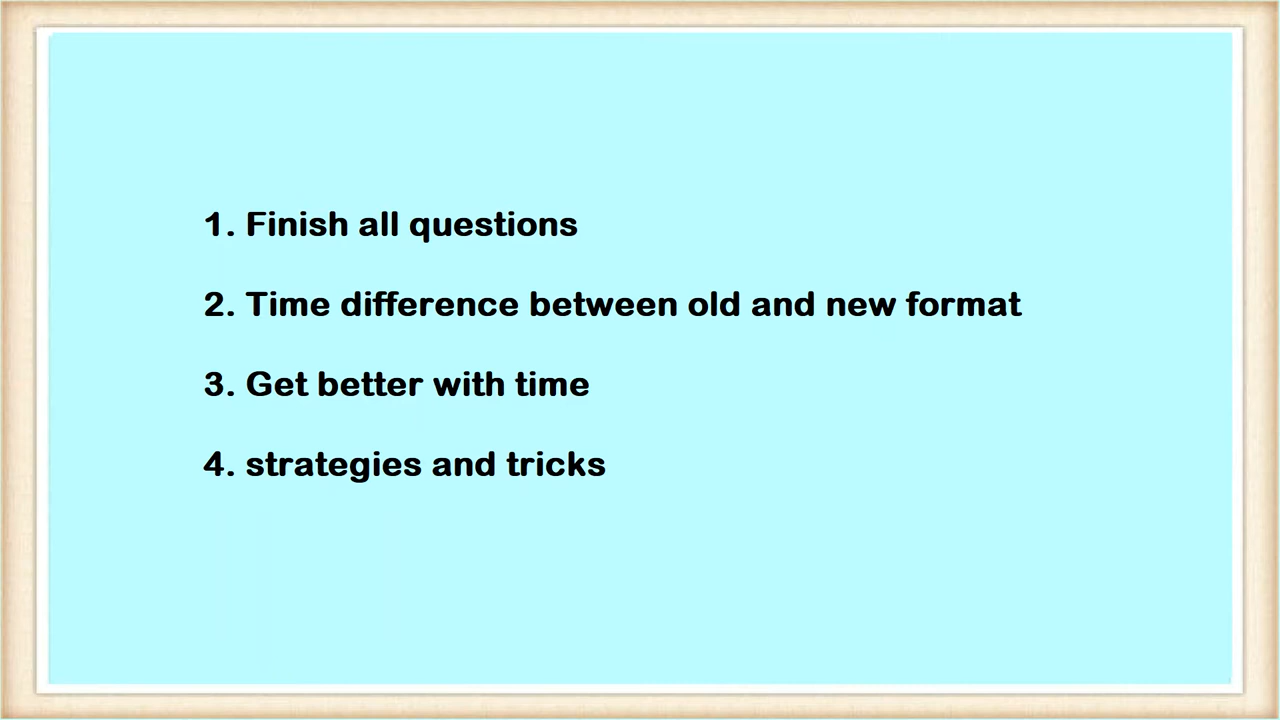 1. Finish all questions
2. Time difference between old and new format
3. Get better with time
4. strategies and tricks